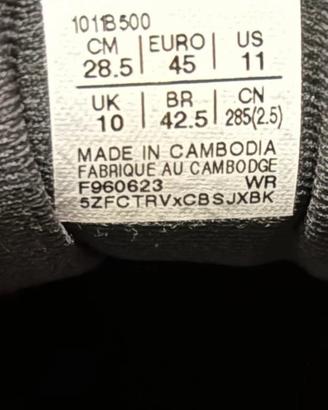 1011B500
CM | EURO | US
28.5 | 45 | 11
UK | BR | CN
10 | 42.5 | 285(2.5)
MADE IN CAMBODIA
FABRIQUE AU CAMBODGE
F960623 WR
5ZFCTRVxCBSJXBK